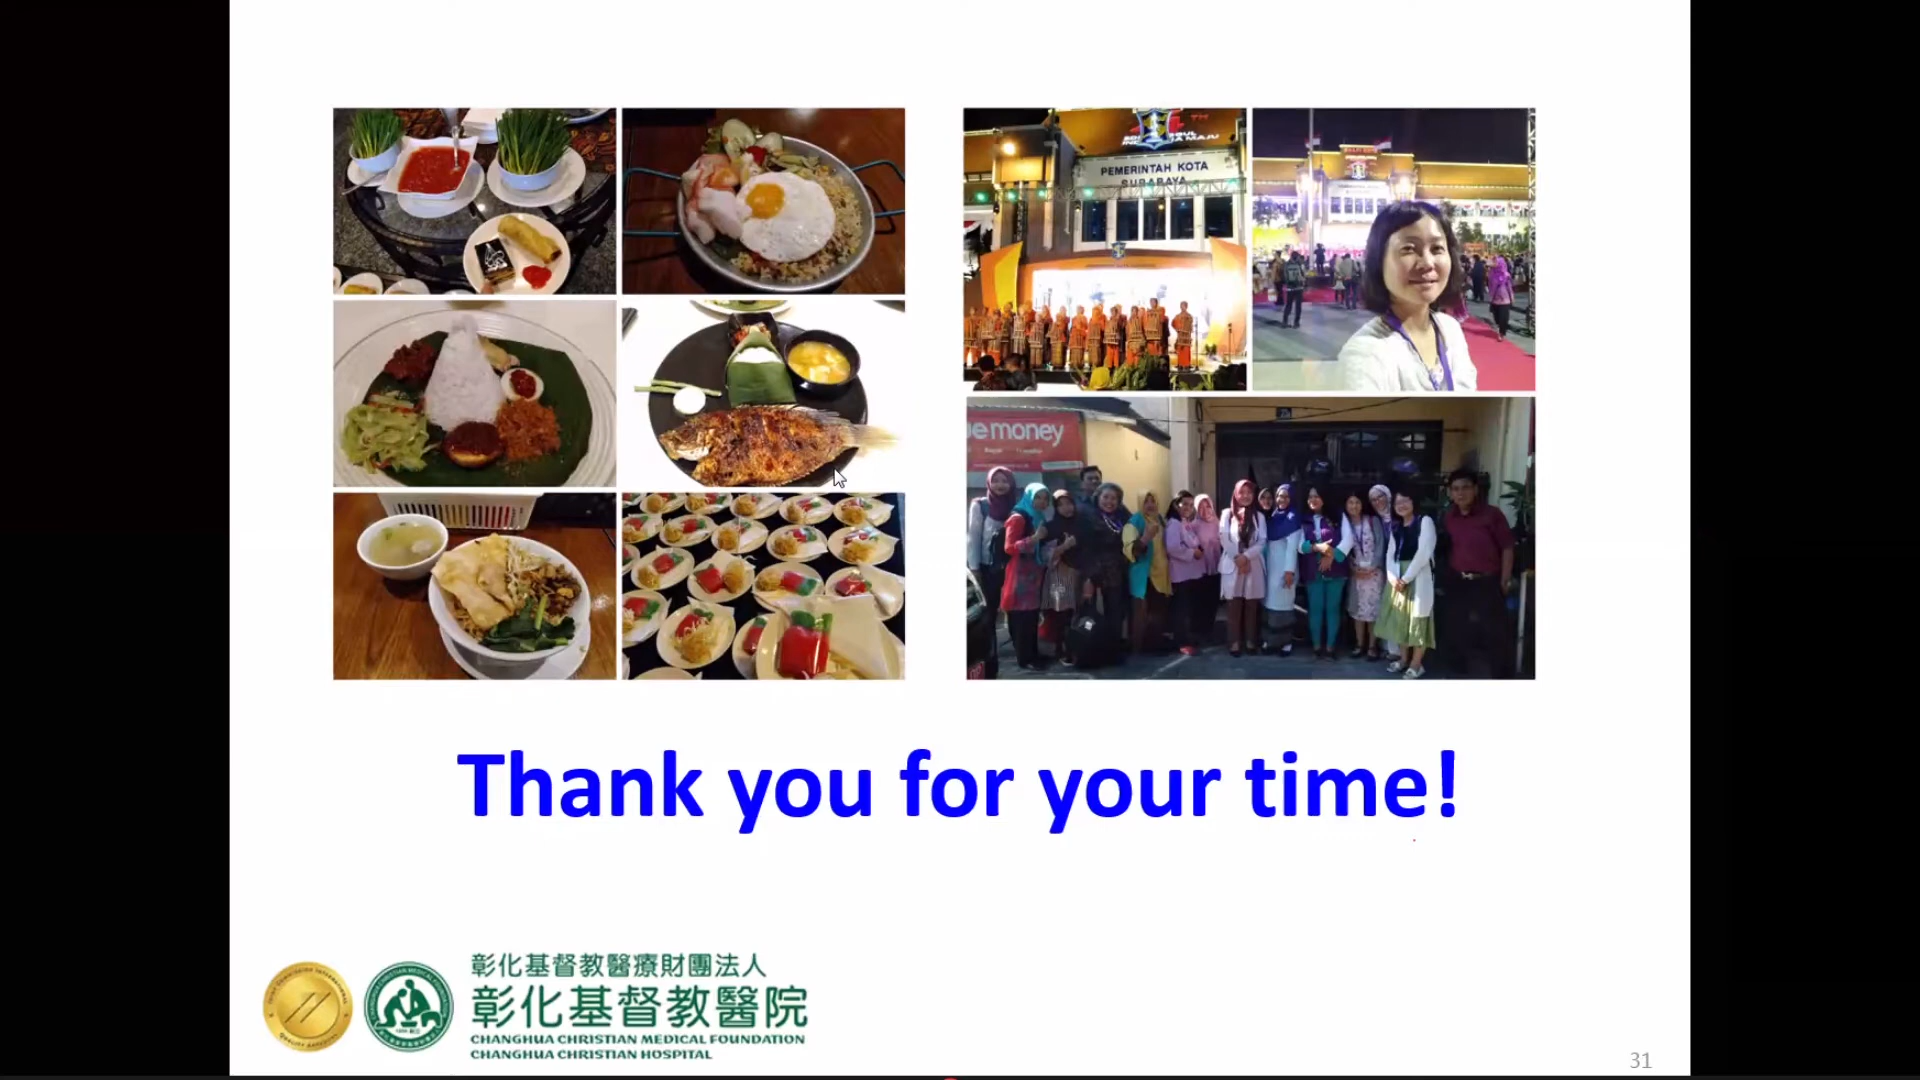 PEMERINTAH KOTA
SURABAYA
money
Thank you for your time!
彰化基督教醫療財團法人
彰化基督教醫院
CHANGHUA CHRISTIAN MEDICAL FOUNDATION
CHANGHUA CHRISTIAN HOSPITAL
31